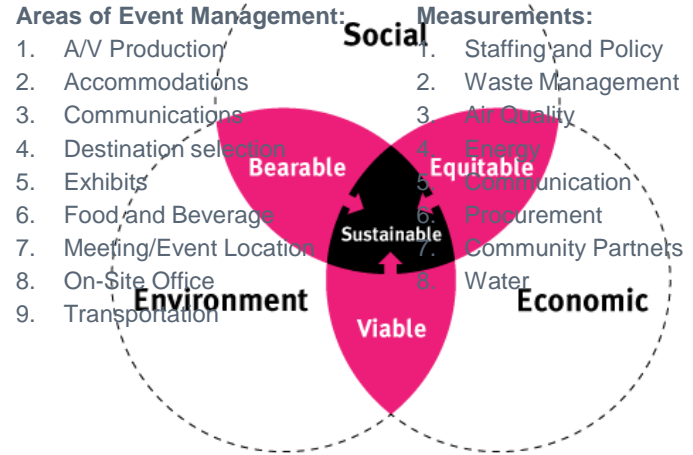 Areas of Event Management:
1. A/V Production
2. Accommodations
3. Communications
4. Destination selection
5. Exhibits
6. Food and Beverage
7. Meeting/Event Location
8. On-Site Office
9. Transportation
Measurements:
1. Staffing and Policy
2. Waste Management
3. Air Quality
4. Energy
5. Communication
6. Procurement
7. Community Partners
8. Water
Social
Bearable
Equitable
Sustainable
Environment
Economic
Viable